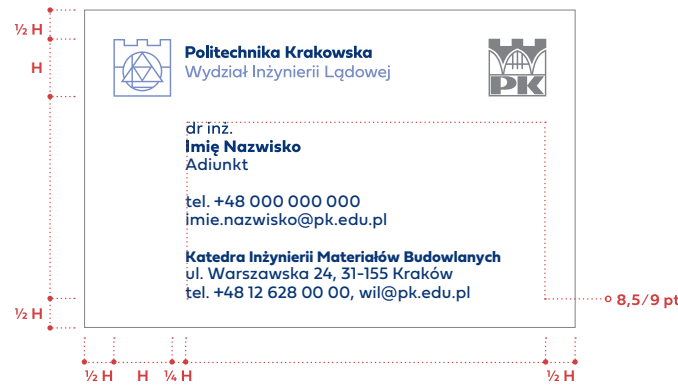 ½ H
H
Politechnika Krakowska
Wydział Inżynierii Lądowej
PK
dr inż.
Imię Nazwisko
Adiunkt
tel. +48 000 000 000
imie.nazwisko@pk.edu.pl
Katedra Inżynierii Materiałów Budowlanych
ul. Warszawska 24, 31-155 Kraków
tel. +48 12 628 00 00, wil@pk.edu.pl
½ H
8,5/9 pt
½ H
H
¼ H
½ H